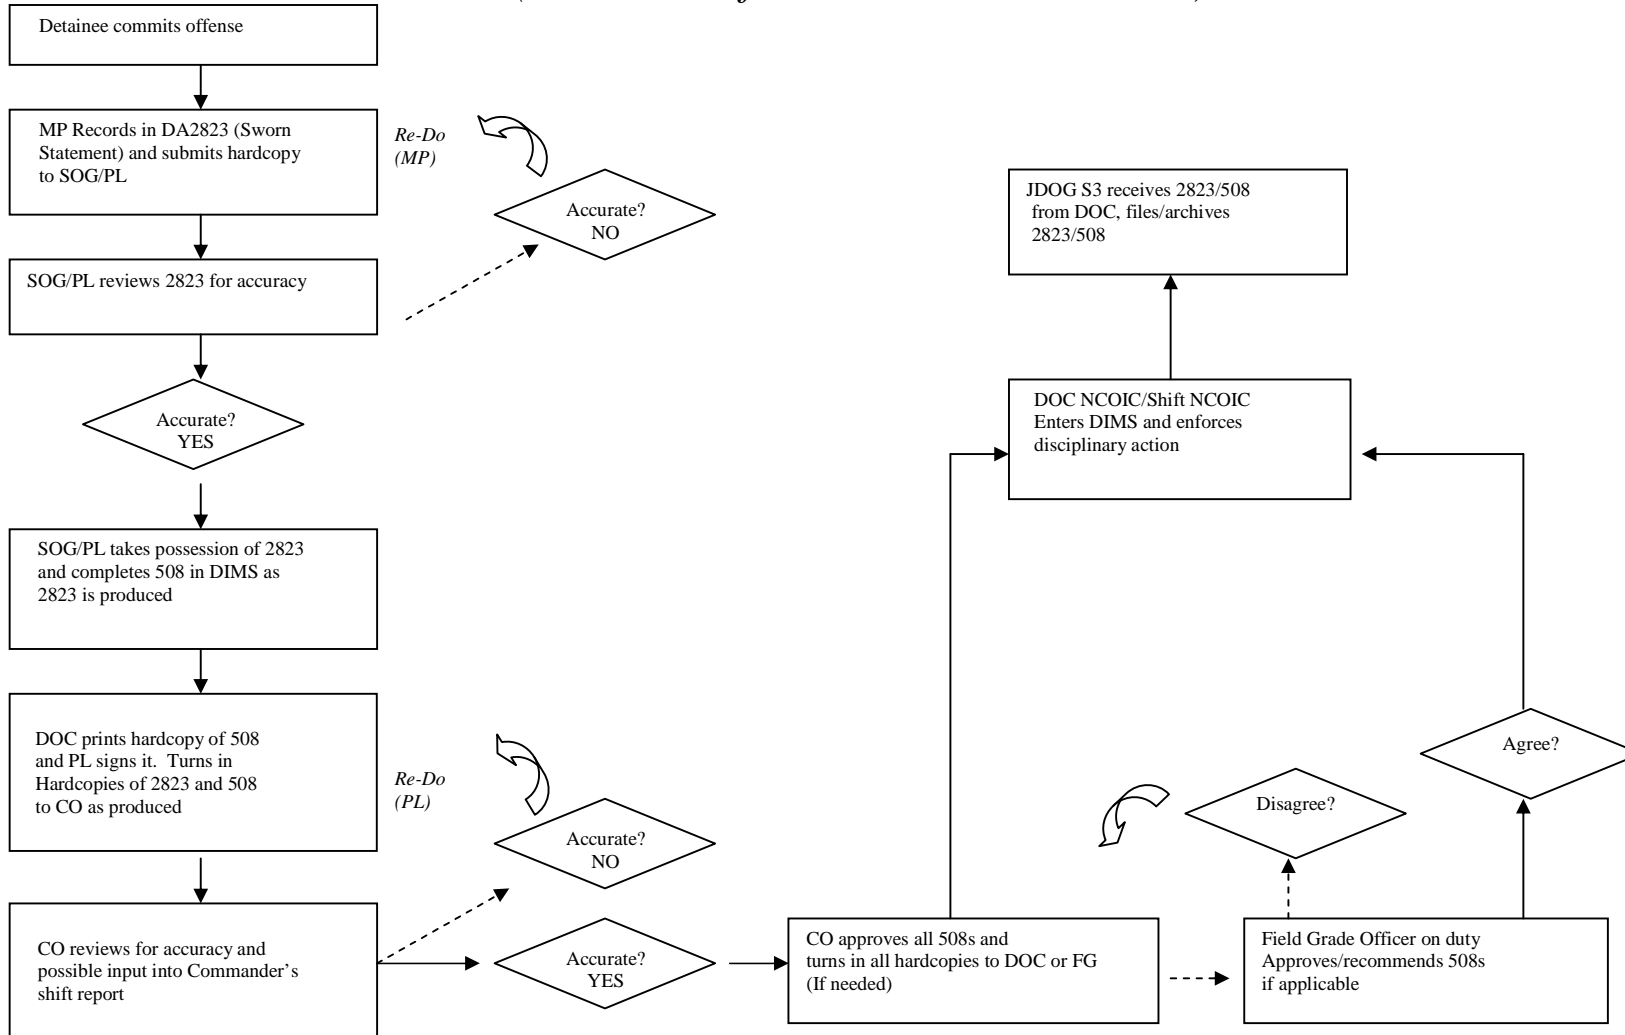 Detainee commits offense
MP Records in DA2823 (Sworn
Statement) and submits hardcopy
to SOG/PL
Re-Do
(MP)
Accurate?
NO
SOG/PL reviews 2823 for accuracy
Accurate?
YES
SOG/PL takes possession of 2823
and completes 508 in DIMS as
2823 is produced
DOC prints hardcopy of 508
and PL signs it.  Turns in
Hardcopies of 2823 and 508
to CO as produced
Re-Do
(PL)
Accurate?
NO
CO reviews for accuracy and
possible input into Commander's
shift report
Accurate?
YES
CO approves all 508s and
turns in all hardcopies to DOC or FG
(If needed)
Field Grade Officer on duty
Approves/recommends 508s
if applicable
Disagree?
Agree?
DOC NCOIC/Shift NCOIC
Enters DIMS and enforces
disciplinary action
JDOG S3 receives 2823/508
from DOC, files/archives
2823/508